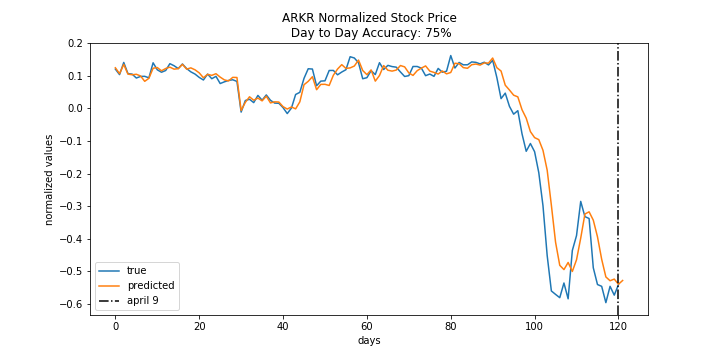 ARKR Normalized Stock Price
Day to Day Accuracy: 75%
normalized values
0.2
0.1
0.0
−0.1
−0.2
−0.3
−0.4
−0.5
−0.6
true
predicted
april 9
0
20
40
60
80
100
120
days